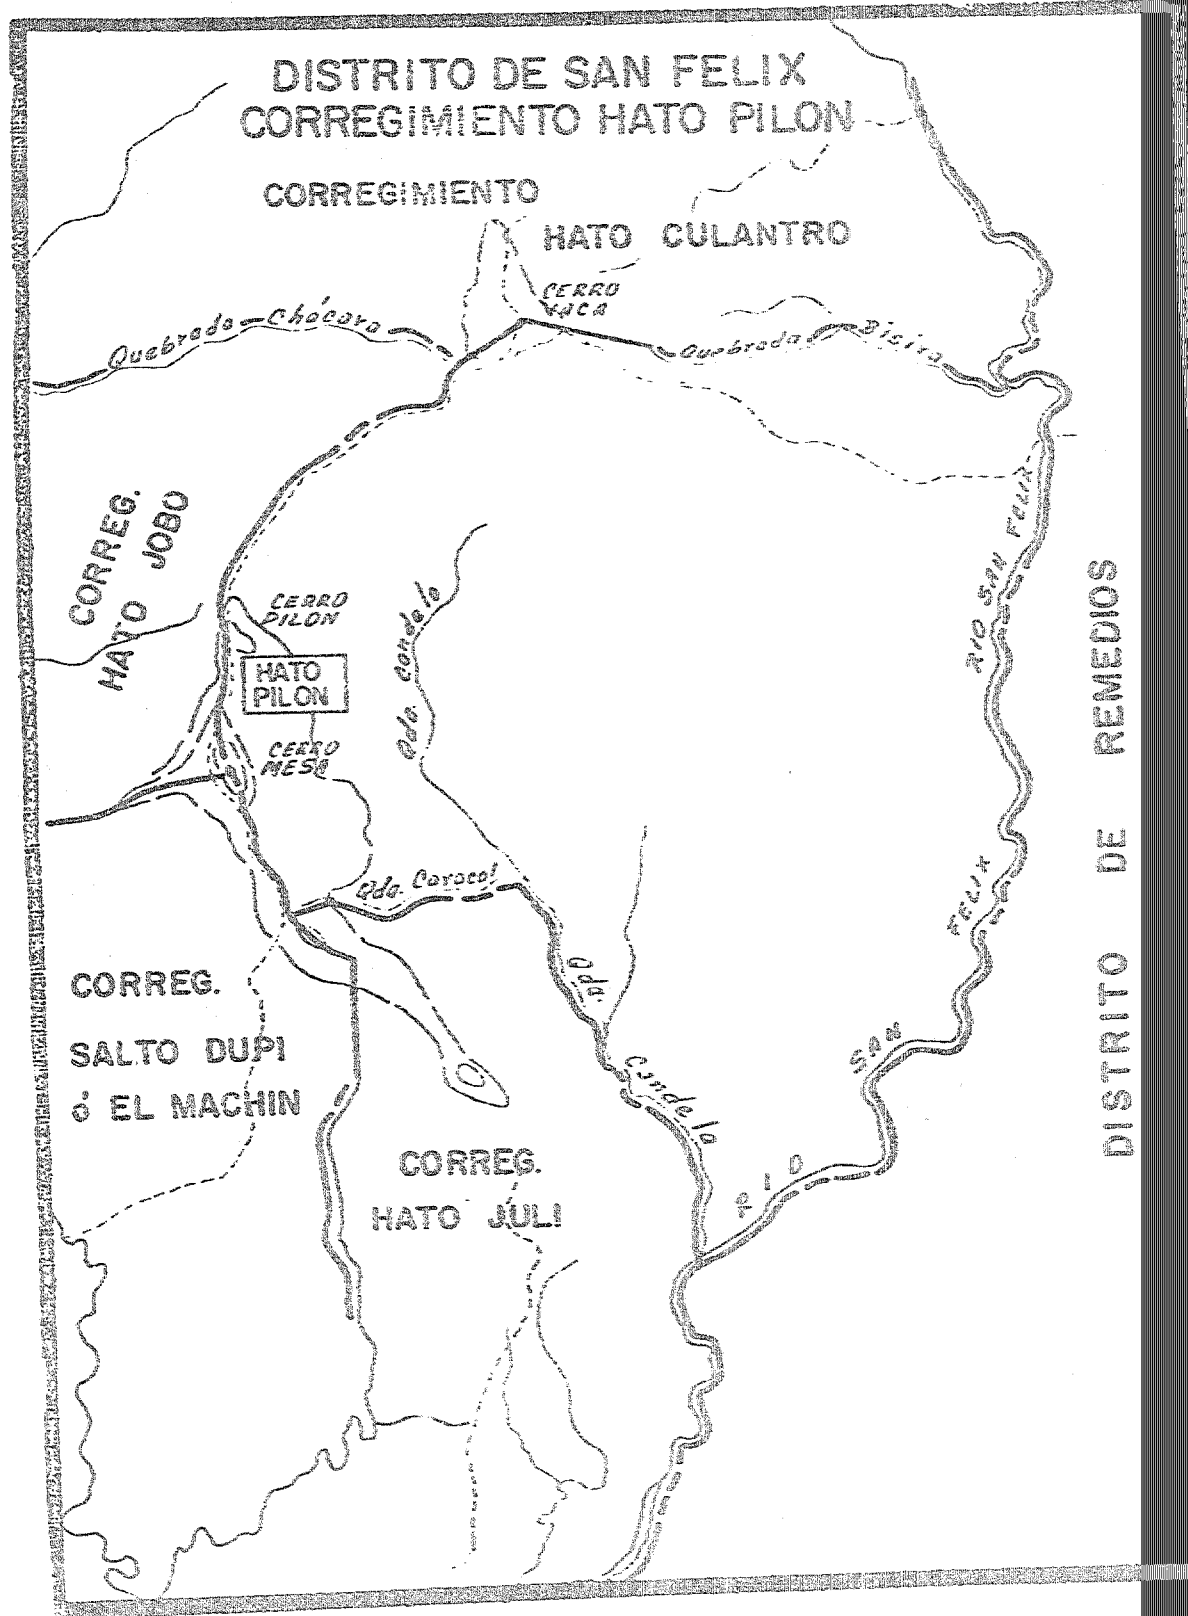 DISTRITO DE SAN FELIX
CORREGIMIENTO HATO PILON
CORREGIMIENTO
HATO CULANTRO
CERRO
VACA
Quebrada Chácara
Quebrada Bisira
CORREG.
HATO JOBO
CERRO
PILON
HATO
PILON
CERRO
MESA
Qda. Candela
RIO SAN FELIX
DISTRITO DE REMEDIOS
Qda. Caracol
CORREG.
SALTO DUPI
ó EL MACHIN
Qda. Candela
RIO SAN FELIX
CORREG.
HATO JULI